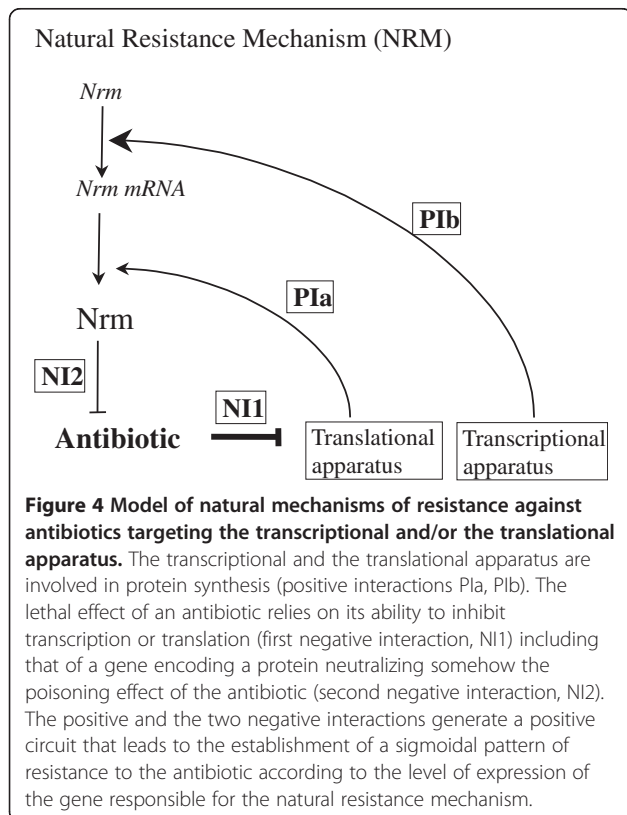 Natural Resistance Mechanism (NRM)
Nrm
Nrm mRNA
PIb
PIa
Nrm
NI2
NI1
Antibiotic
Translational
apparatus
Transcriptional
apparatus
Figure 4 Model of natural mechanisms of resistance against
antibiotics targeting the transcriptional and/or the translational
apparatus. The transcriptional and the translational apparatus are
involved in protein synthesis (positive interactions PIa, PIb). The
lethal effect of an antibiotic relies on its ability to inhibit
transcription or translation (first negative interaction, NI1) including
that of a gene encoding a protein neutralizing somehow the
poisoning effect of the antibiotic (second negative interaction, NI2).
The positive and the two negative interactions generate a positive
circuit that leads to the establishment of a sigmoidal pattern of
resistance to the antibiotic according to the level of expression of
the gene responsible for the natural resistance mechanism.